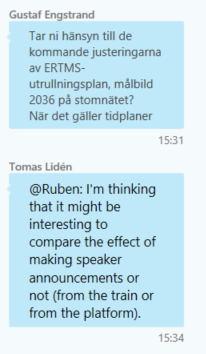 Gustaf Engstrand
Tar ni hänsyn till de
kommande justeringarna
av ERTMS-
utrullningsplan, målbild
2036 på stomnätet?
När det gäller tidplaner
15:31
Tomas Lidén
@Ruben: I'm thinking
that it might be
interesting to
compare the effect of
making speaker
announcements or
not (from the train or
from the platform).
15:34